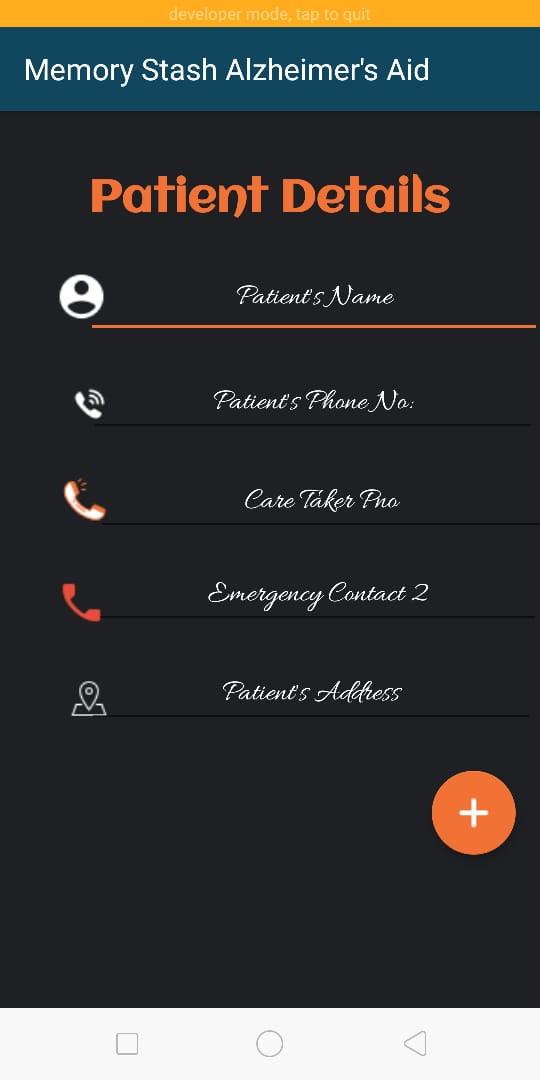 developer mode, tap to quit
Memory Stash Alzheimer's Aid
Patient Details
Patient's Name
Patient's Phone No:
Care Taker Pno
Emergency Contact 2
Patient's Address